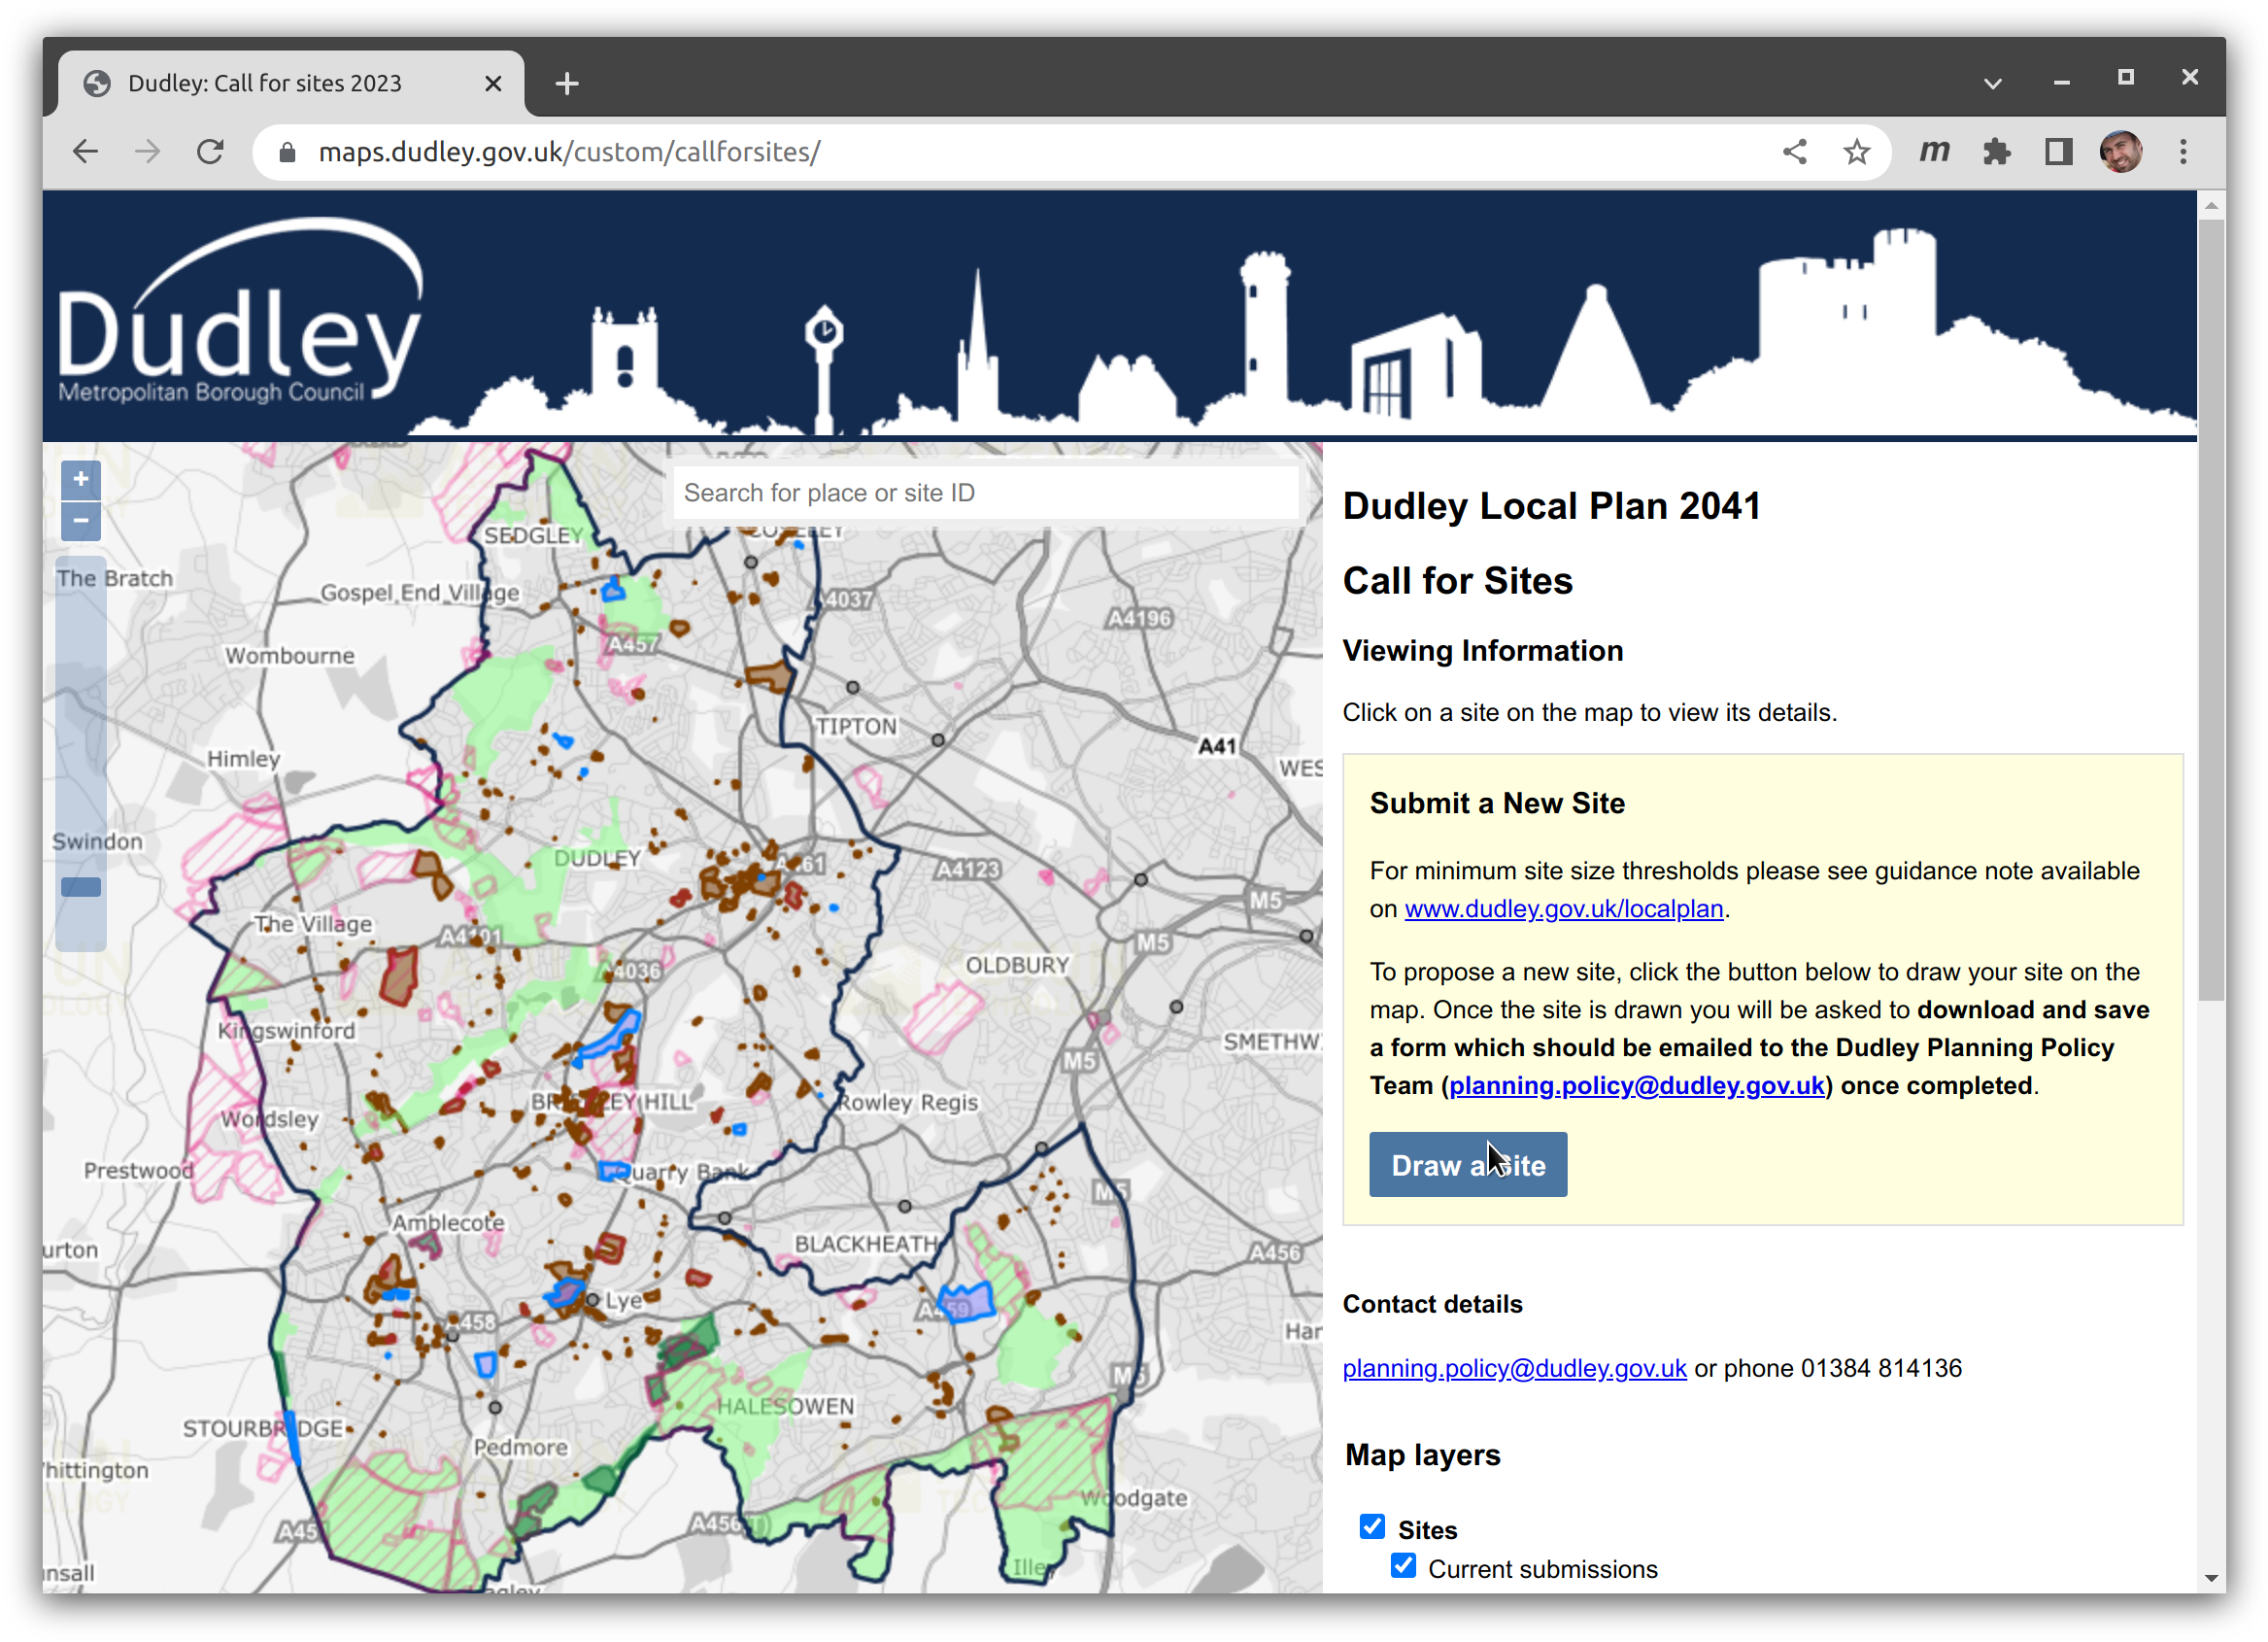 Dudley: Call for sites 2023
maps.dudley.gov.uk/custom/callforsites/
m
Dudley
Metropolitan Borough Council
+
−
Search for place or site ID
SEDGLEY
The Bratch
Gospel End Village
A4037
A4196
A457
Wombourne
TIPTON
A41
Himley
WES
Swindon
DUDLEY
A461
A4123
M5
The Village
A4101
M5
A4036
OLDBURY
Kingswinford
SMETHW
M5
BRIERLEY HILL
Rowley Regis
Wordsley
Prestwood
Quarry Bank
M5
Amblecote
BLACKHEATH
urton
A456
Lye
A459
A458
Har
M5
HALESOWEN
STOURBRIDGE
Pedmore
hittington
Woodgate
A45
A456(T)
nsall
Illey
agley
Dudley Local Plan 2041
Call for Sites
Viewing Information
Click on a site on the map to view its details.
Submit a New Site
For minimum site size thresholds please see guidance note available
on www.dudley.gov.uk/localplan.
To propose a new site, click the button below to draw your site on the
map. Once the site is drawn you will be asked to download and save
a form which should be emailed to the Dudley Planning Policy
Team (planning.policy@dudley.gov.uk) once completed.
Draw a Site
Contact details
planning.policy@dudley.gov.uk or phone 01384 814136
Map layers
Sites
Current submissions